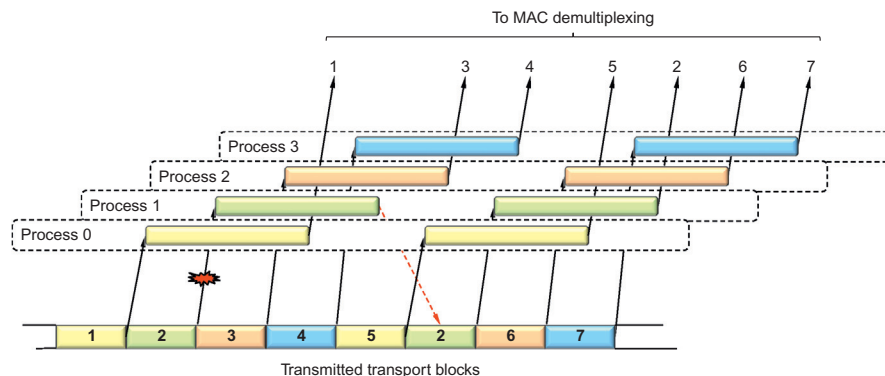 To MAC demultiplexing
1 3 4 5 2 6 7
Process 3
Process 2
Process 1
Process 0
1 2 3 4 5 2 6 7
Transmitted transport blocks